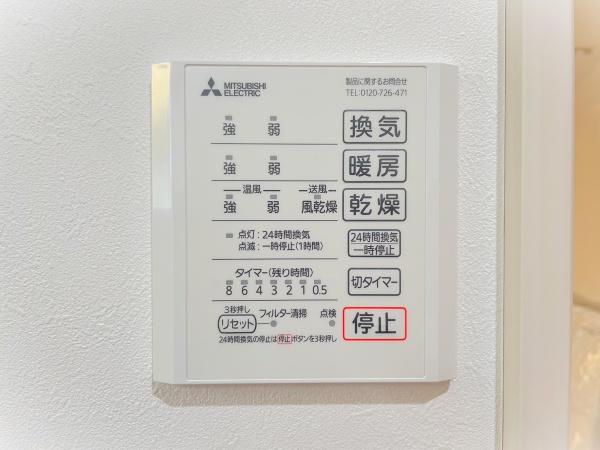 MITSUBISHI
ELECTRIC
製品に関するお問合せ
TEL:0120-726-471
強 弱 換気
強 弱 暖房
温風 送風
強 弱 風乾燥 乾燥
点灯:24時間換気
点滅:一時停止(1時間)
24時間換気
一時停止
タイマー(残り時間)
8 6 4 3 2 1 0.5
切タイマー
3秒押し
リセット フィルター清掃 点検
停止
24時間換気の停止は停止ボタンを3秒押し